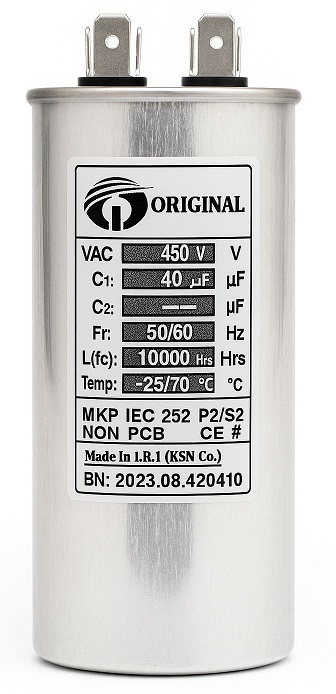 ORIGINAL
VAC 450 V V
C1: 40 µF µF
C2: –– µF
Fr: 50/60 Hz
L(fc): 10000 Hrs Hrs
Temp: -25/70 °C °C
MKP IEC 252 P2/S2
NON PCB CE #
Made In i.R.1 (KSN Co.)
BN: 2023.08.420410